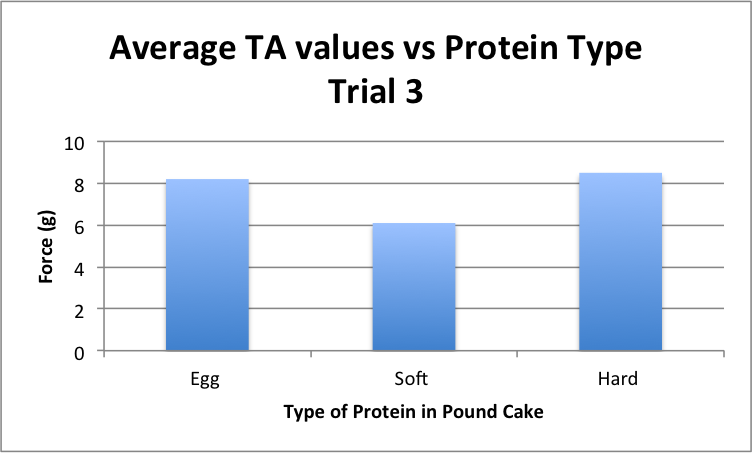 Average TA values vs Protein Type
Trial 3
10
8
6
4
2
0
Force (g)
Egg
Soft
Hard
Type of Protein in Pound Cake